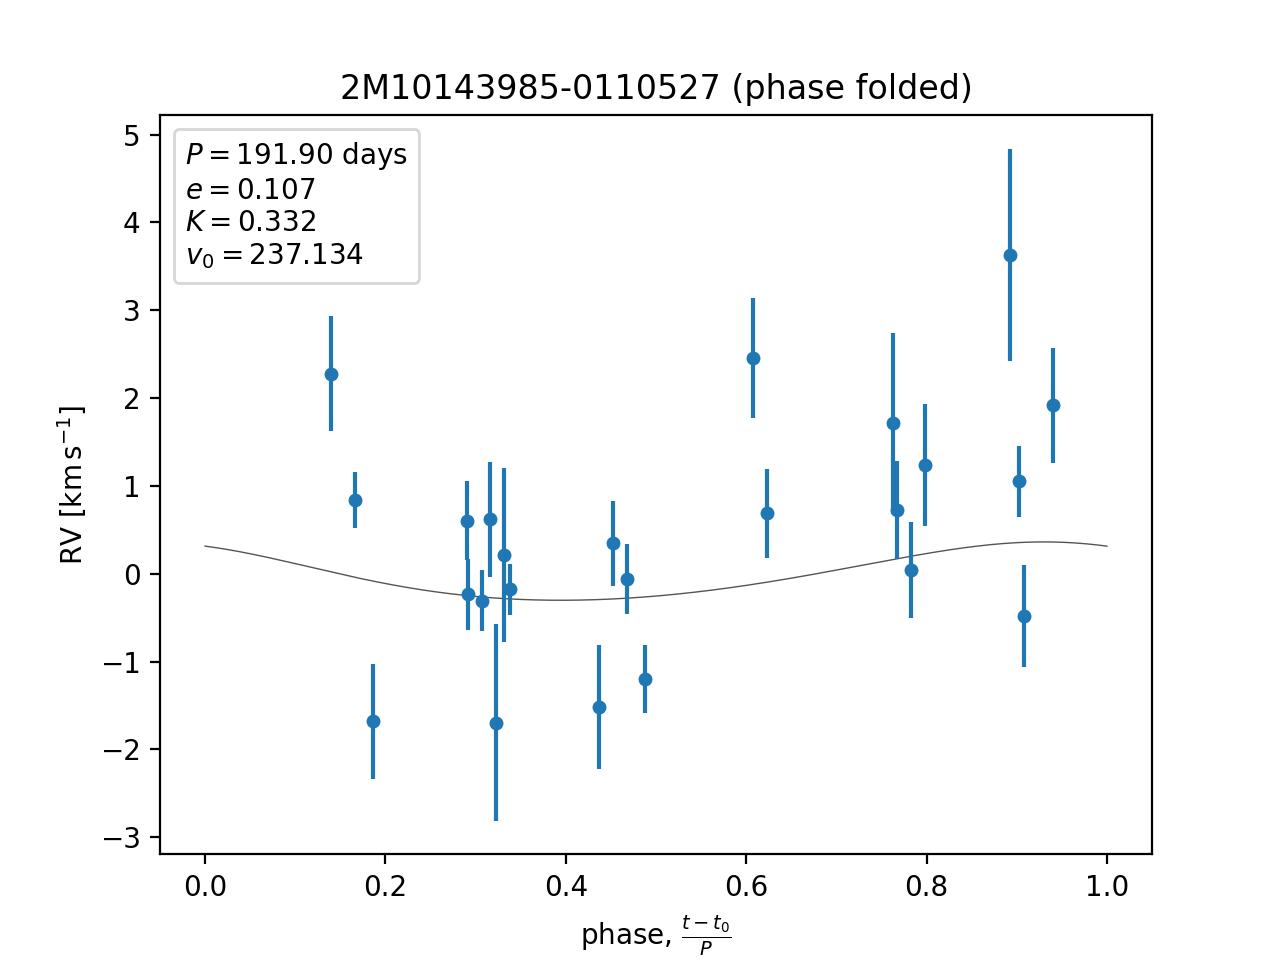 2M10143985-0110527 (phase folded)
P = 191.90 days
e = 0.107
K = 0.332
v₀ = 237.134
5
4
3
2
1
0
−1
−2
−3
RV [km s⁻¹]
0.0 0.2 0.4 0.6 0.8 1.0
phase, (t − t₀)/P